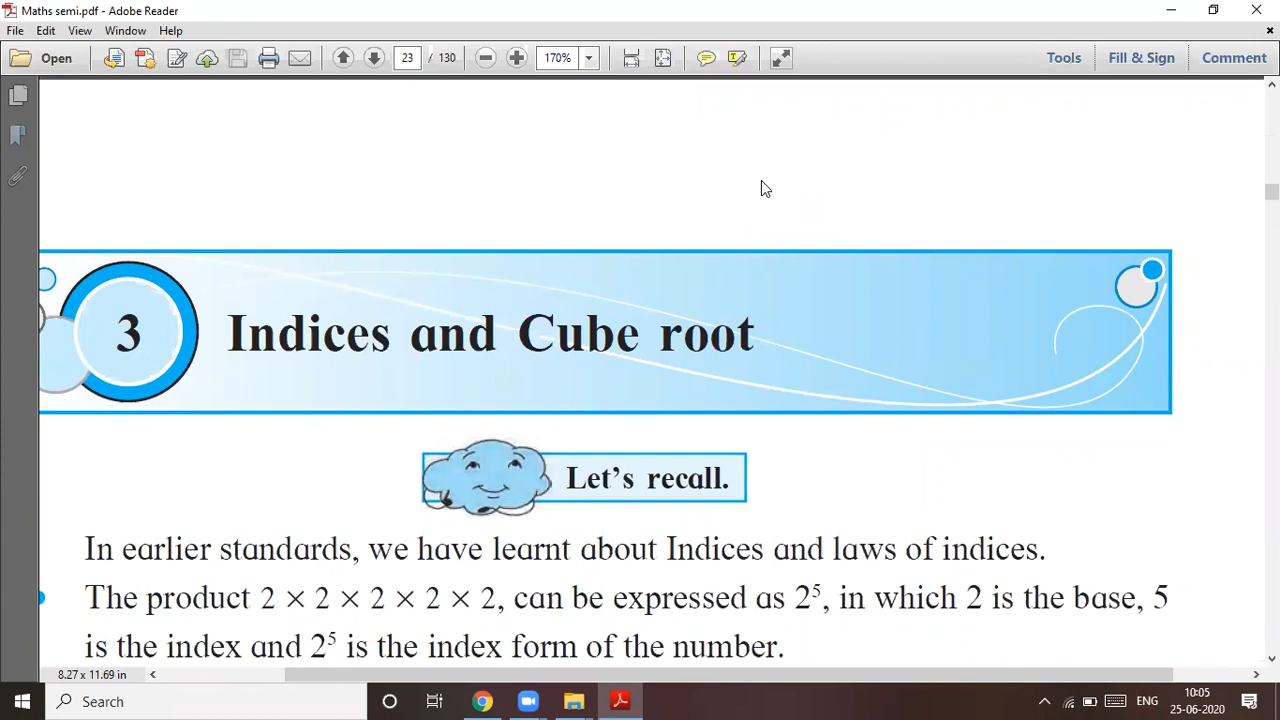 Maths semi.pdf - Adobe Reader
File Edit View Window Help
Open 23 / 130 170% Tools Fill & Sign Comment
3 Indices and Cube root
Let's recall.
In earlier standards, we have learnt about Indices and laws of indices.
The product 2 × 2 × 2 × 2 × 2, can be expressed as 2⁵, in which 2 is the base, 5
is the index and 2⁵ is the index form of the number.
8.27 x 11.69 in
Search ENG 10:05
25-06-2020